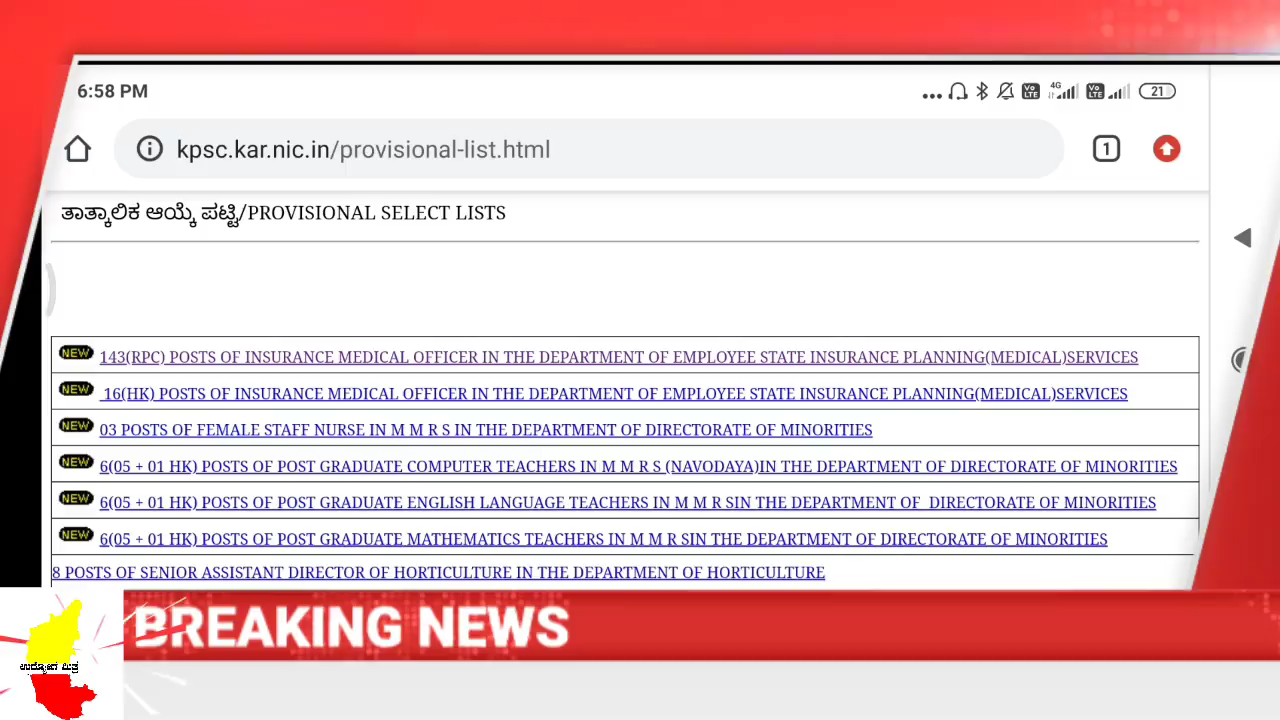 6:58 PM
4G
Vo LTE
Vo LTE
21
kpsc.kar.nic.in/provisional-list.html
1
ತಾತ್ಕಾಲಿಕ ಆಯ್ಕೆ ಪಟ್ಟಿ/PROVISIONAL SELECT LISTS
NEW 143(RPC) POSTS OF INSURANCE MEDICAL OFFICER IN THE DEPARTMENT OF EMPLOYEE STATE INSURANCE PLANNING(MEDICAL)SERVICES
NEW 16(HK) POSTS OF INSURANCE MEDICAL OFFICER IN THE DEPARTMENT OF EMPLOYEE STATE INSURANCE PLANNING(MEDICAL)SERVICES
NEW 03 POSTS OF FEMALE STAFF NURSE IN M M R S IN THE DEPARTMENT OF DIRECTORATE OF MINORITIES
NEW 6(05 + 01 HK) POSTS OF POST GRADUATE COMPUTER TEACHERS IN M M R S (NAVODAYA)IN THE DEPARTMENT OF DIRECTORATE OF MINORITIES
NEW 6(05 + 01 HK) POSTS OF POST GRADUATE ENGLISH LANGUAGE TEACHERS IN M M R SIN THE DEPARTMENT OF DIRECTORATE OF MINORITIES
NEW 6(05 + 01 HK) POSTS OF POST GRADUATE MATHEMATICS TEACHERS IN M M R SIN THE DEPARTMENT OF DIRECTORATE OF MINORITIES
8 POSTS OF SENIOR ASSISTANT DIRECTOR OF HORTICULTURE IN THE DEPARTMENT OF HORTICULTURE
BREAKING NEWS